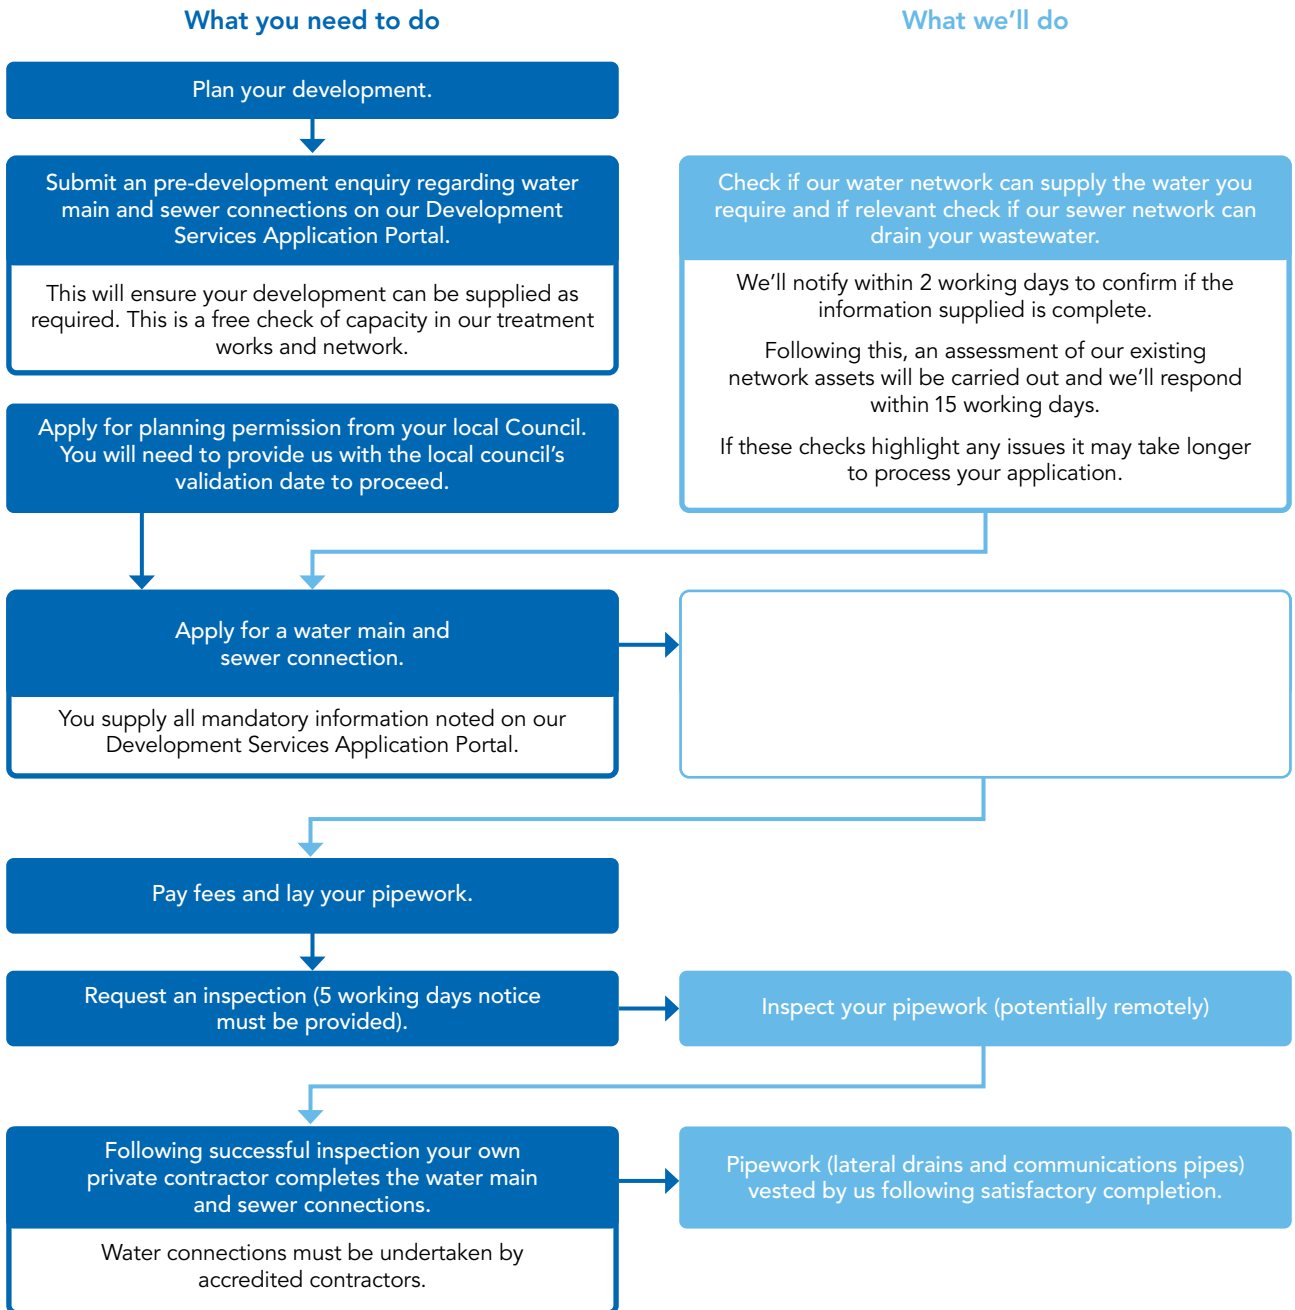 What you need to do
What we'll do
Plan your development.
Submit an pre-development enquiry regarding water
main and sewer connections on our Development
Services Application Portal.
This will ensure your development can be supplied as
required. This is a free check of capacity in our treatment
works and network.
Check if our water network can supply the water you
require and if relevant check if our sewer network can
drain your wastewater.
We'll notify within 2 working days to confirm if the
information supplied is complete.
Following this, an assessment of our existing
network assets will be carried out and we'll respond
within 15 working days.
If these checks highlight any issues it may take longer
to process your application.
Apply for planning permission from your local Council.
You will need to provide us with the local council's
validation date to proceed.
Apply for a water main and
sewer connection.
You supply all mandatory information noted on our
Development Services Application Portal.
Pay fees and lay your pipework.
Request an inspection (5 working days notice
must be provided).
Inspect your pipework (potentially remotely)
Following successful inspection your own
private contractor completes the water main
and sewer connections.
Water connections must be undertaken by
accredited contractors.
Pipework (lateral drains and communications pipes)
vested by us following satisfactory completion.